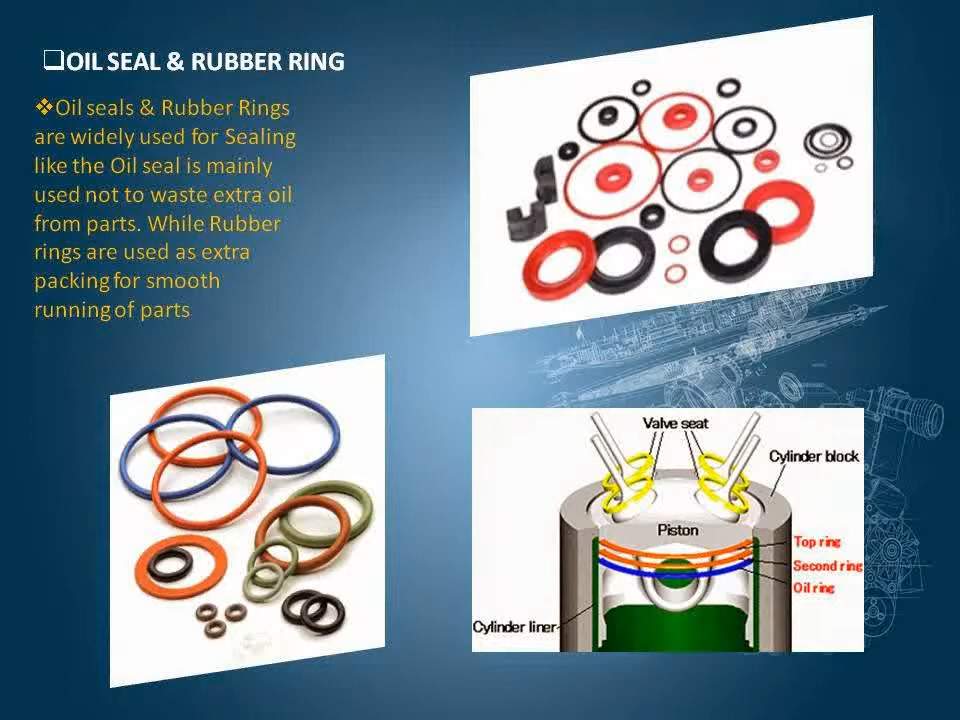 ❑OIL SEAL & RUBBER RING
❖Oil seals & Rubber Rings
are widely used for Sealing
like the Oil seal is mainly
used not to waste extra oil
from parts. While Rubber
rings are used as extra
packing for smooth
running of parts
Valve seat
Cylinder block
Piston
Top ring
Second ring
Oil ring
Cylinder liner